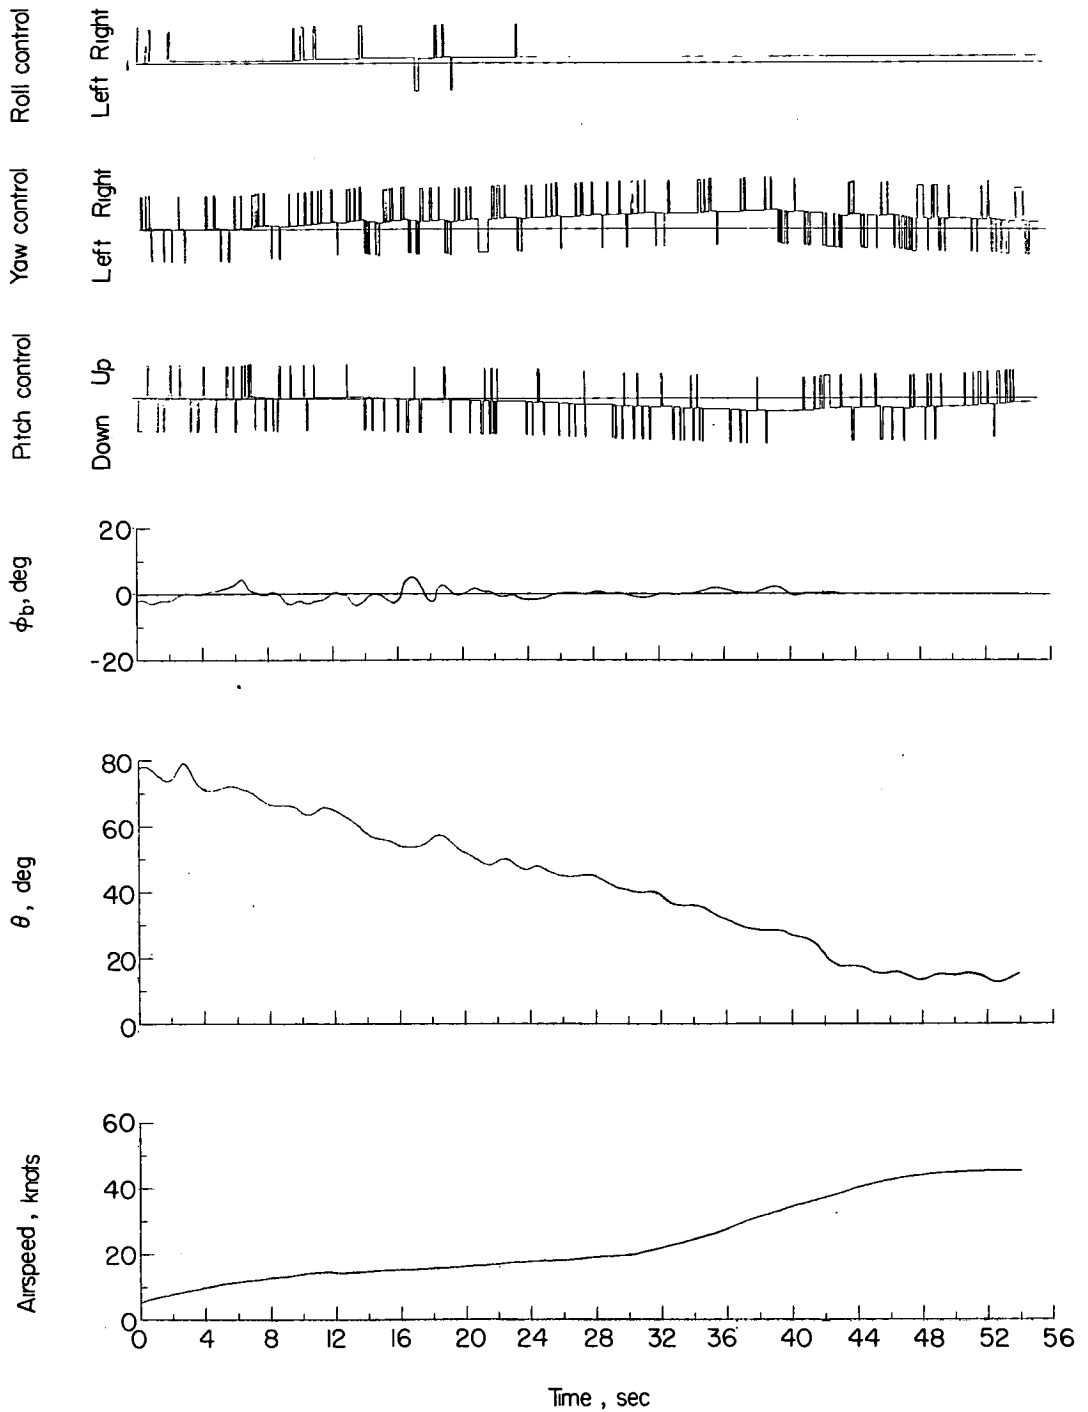 Roll control
Left Right
Yaw control
Left Right
Pitch control
Down Up
ϕb, deg
20
0
-20
θ, deg
80
60
40
20
0
Airspeed, knots
60
40
20
0
0 4 8 12 16 20 24 28 32 36 40 44 48 52 56
Time, sec